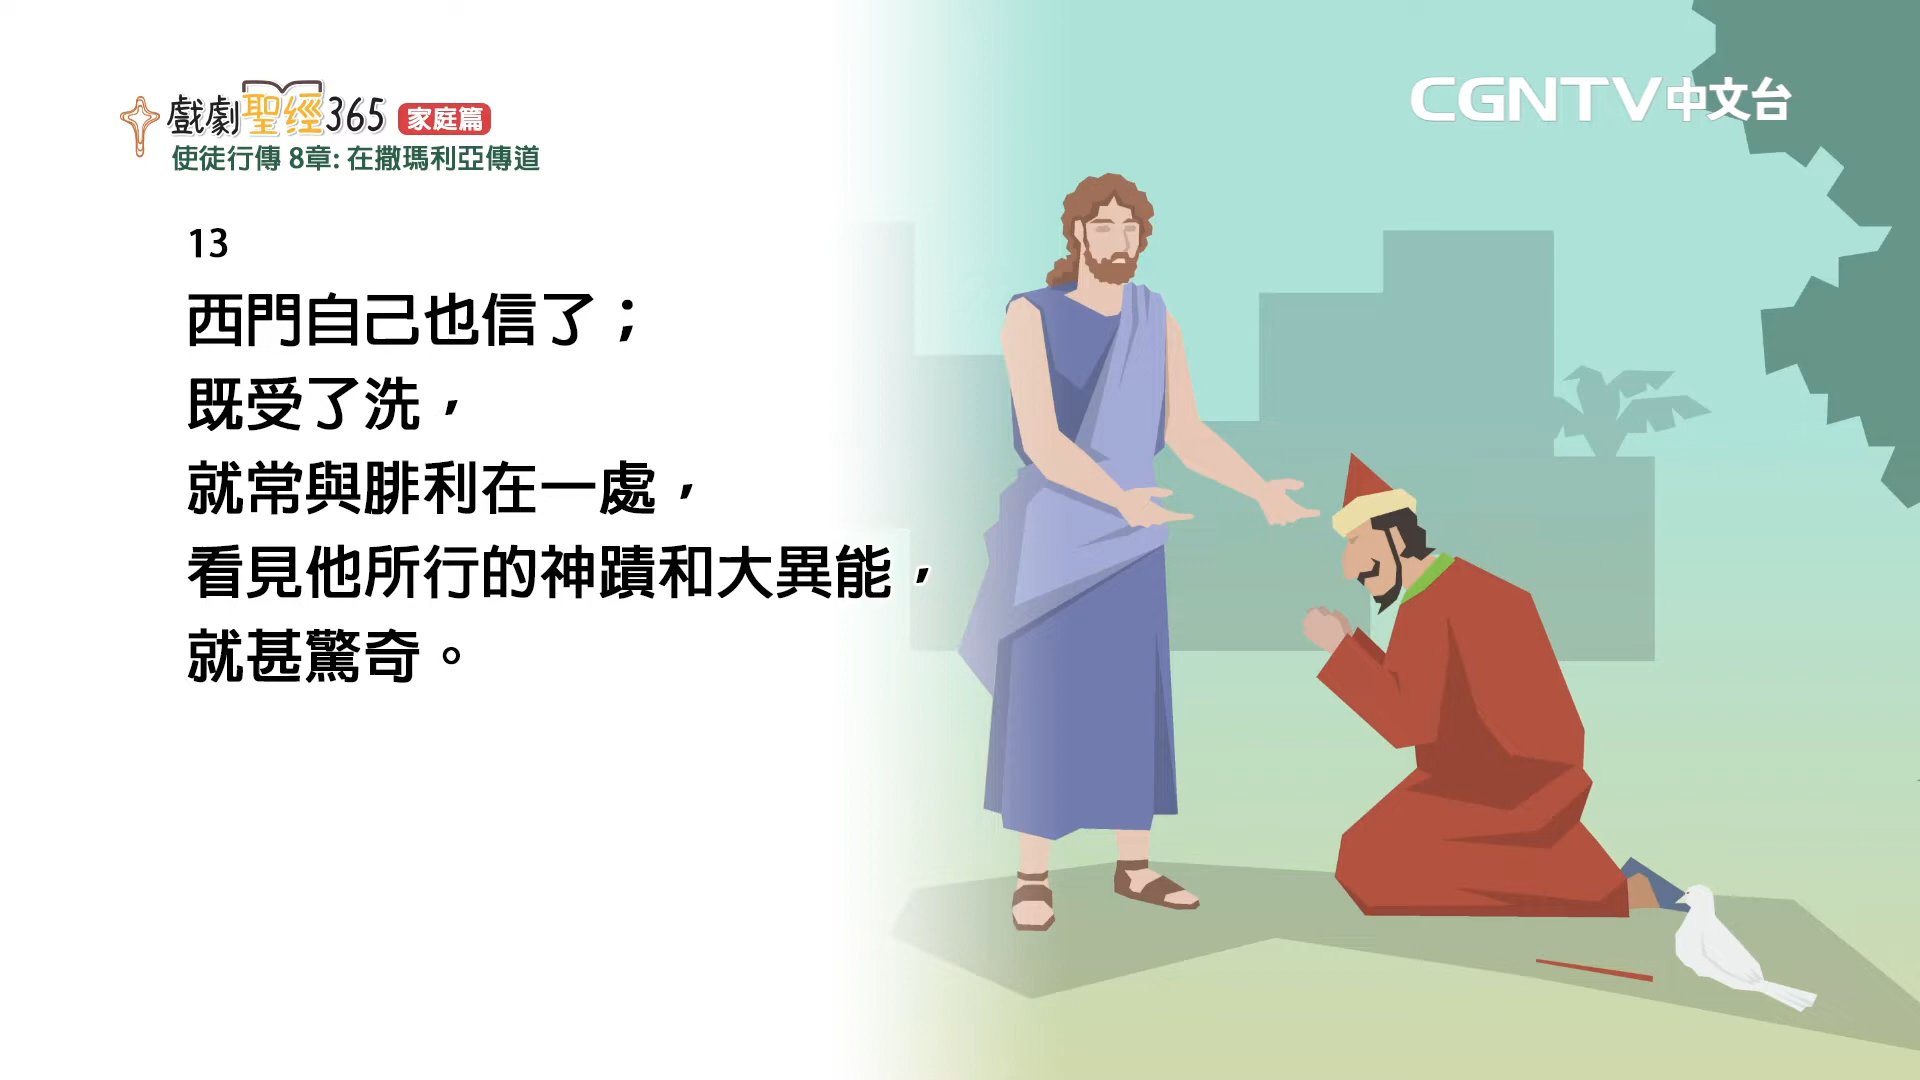 戲劇聖經365 家庭篇
使徒行傳 8章: 在撒瑪利亞傳道
CGNTV中文台
13
西門自己也信了；
既受了洗，
就常與腓利在一處，
看見他所行的神蹟和大異能，
就甚驚奇。